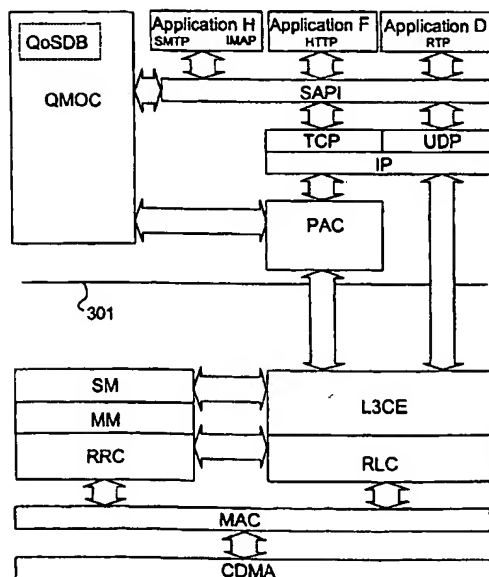 QoSDB
QMOC
Application H
SMTP IMAP
Application F
HTTP
Application D
RTP
SAPI
TCP
UDP
IP
PAC
301
SM
MM
RRC
L3CE
RLC
MAC
CDMA